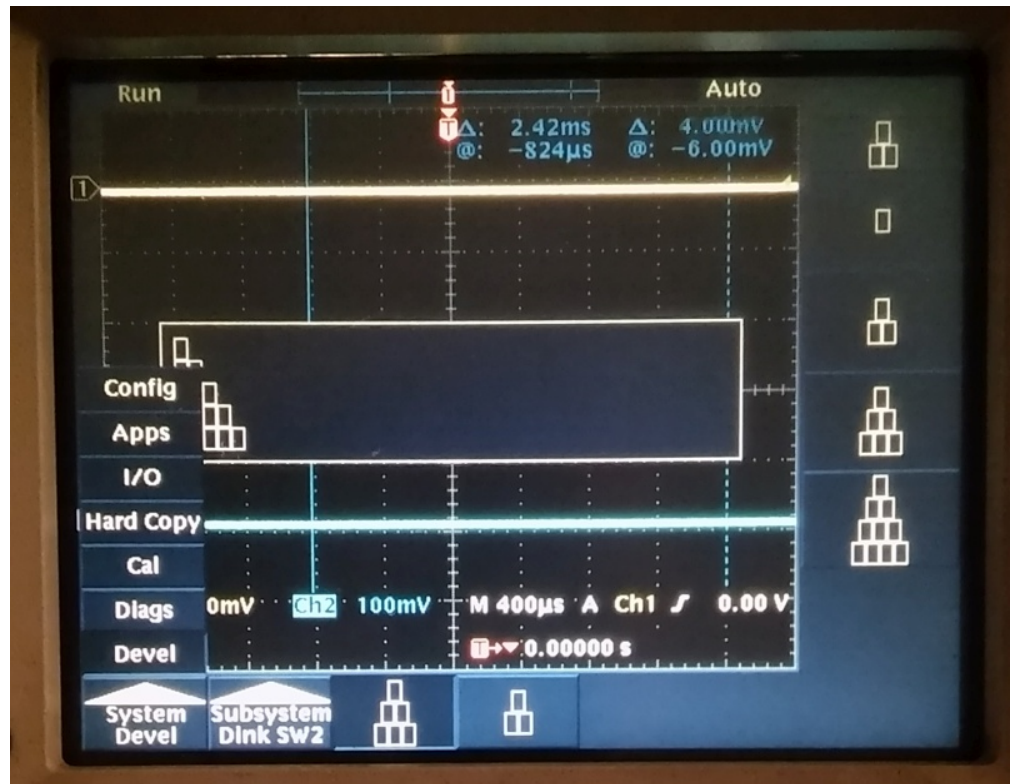 Run
Auto
T
Δ: 2.42ms Δ: 4.00mV
@: -824µs @: -6.00mV
1
Config
Apps
I/O
Hard Copy
Cal
Diags
Devel
0mV Ch2 100mV M 400µs A Ch1 0.00 V
T 0.00000 s
System
Devel
Subsystem
Dink SW2